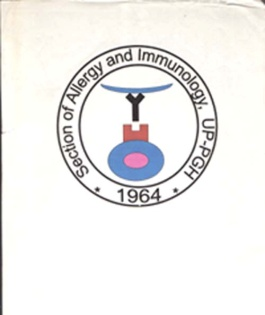 Section of Allergy and Immunology, UP-PGH
* 1964 *